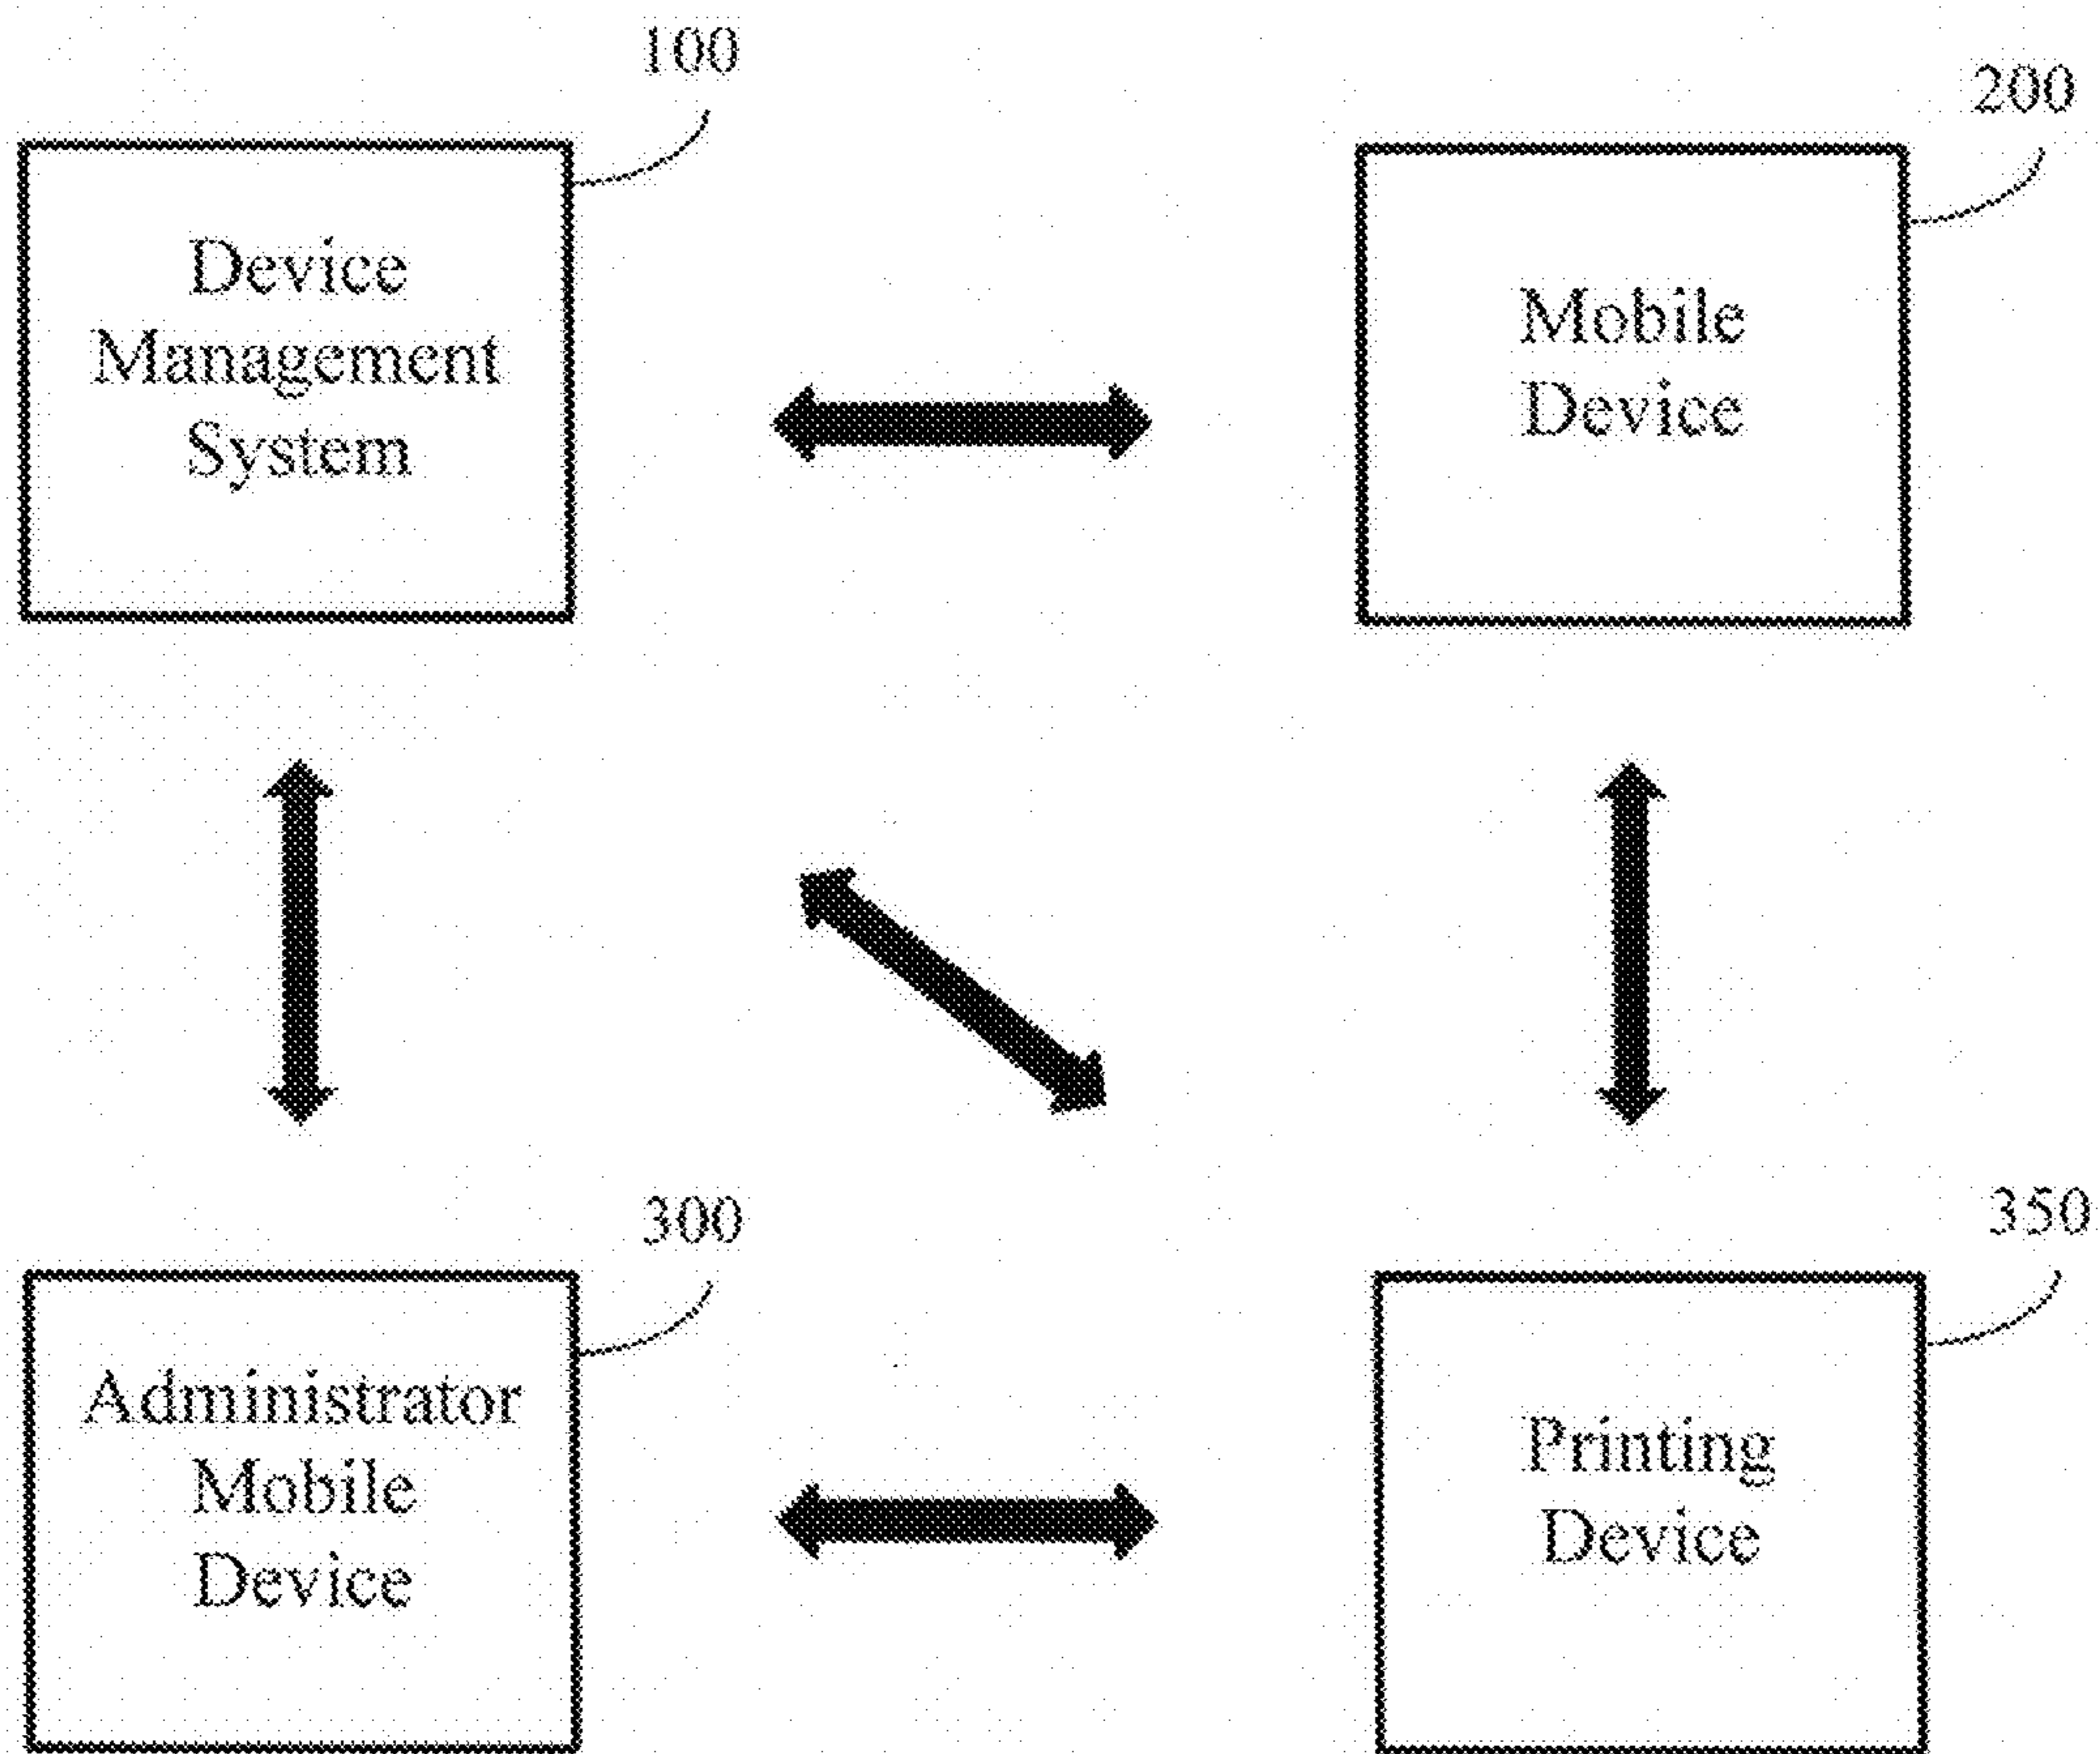 100
Device
Management
System
200
Mobile
Device
300
Administrator
Mobile
Device
350
Printing
Device